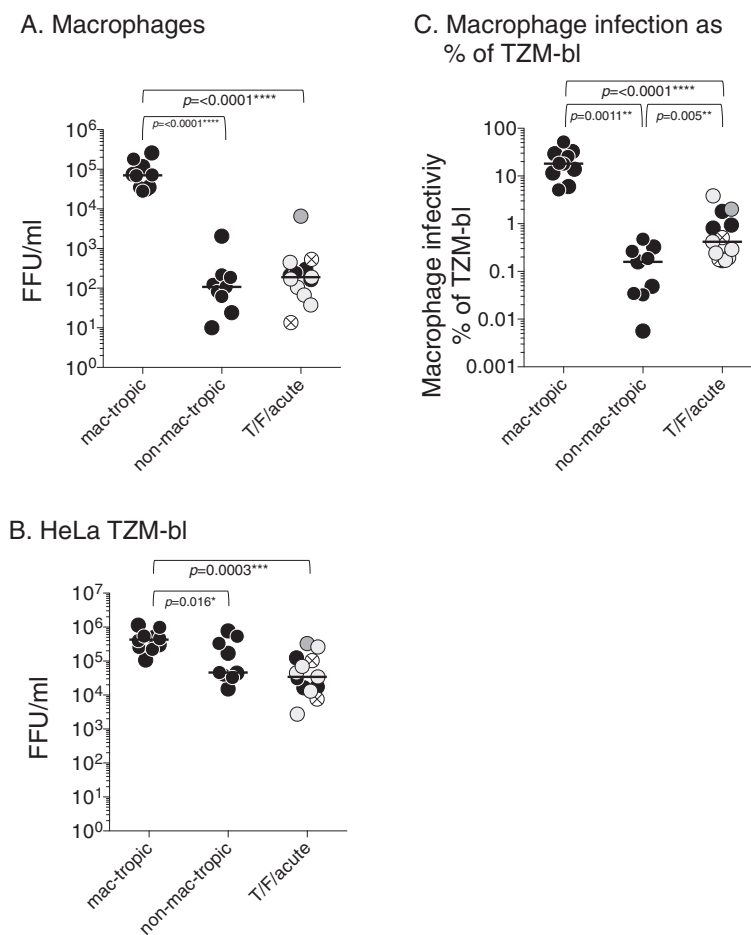 A. Macrophages
p=<0.0001****
p=<0.0001****
10^6
10^5
10^4
10^3
10^2
10^1
10^0
FFU/ml
mac-tropic
non-mac-tropic
T/F/acute
C. Macrophage infection as
% of TZM-bl
p=<0.0001****
p=0.0011**
p=0.005**
100
10
1
0.1
0.01
0.001
Macrophage infectiviy
% of TZM-bl
mac-tropic
non-mac-tropic
T/F/acute
B. HeLa TZM-bl
p=0.0003***
p=0.016*
10^7
10^6
10^5
10^4
10^3
10^2
10^1
10^0
FFU/ml
mac-tropic
non-mac-tropic
T/F/acute